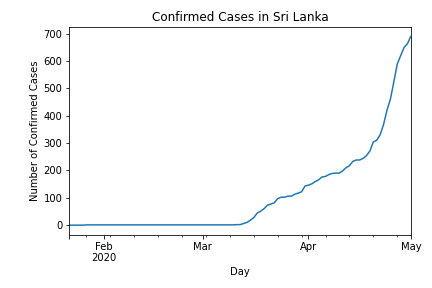 Confirmed Cases in Sri Lanka
700
600
500
400
300
200
100
0
Number of Confirmed Cases
Feb
2020
Mar
Apr
May
Day